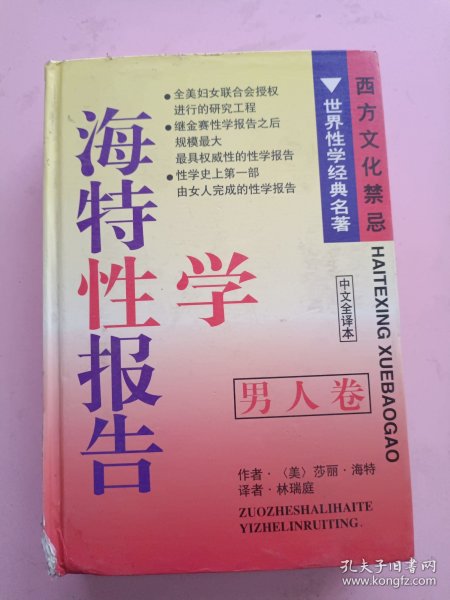 海特性学报告
●全美妇女联合会授权
进行的研究工程
●继金赛性学报告之后
规模最大
最具权威性的性学报告
●性学史上第一部
由女人完成的性学报告
▼世界性学经典名著
西方文化禁忌
HAITEXING XUEBAOGAO
中文全译本
男人卷
作者·〈美〉莎丽·海特
译者·林瑞庭
ZUOZHESHALIHAITE
YIZHELINRUITING.
孔夫子旧书网
www.kongfz.com